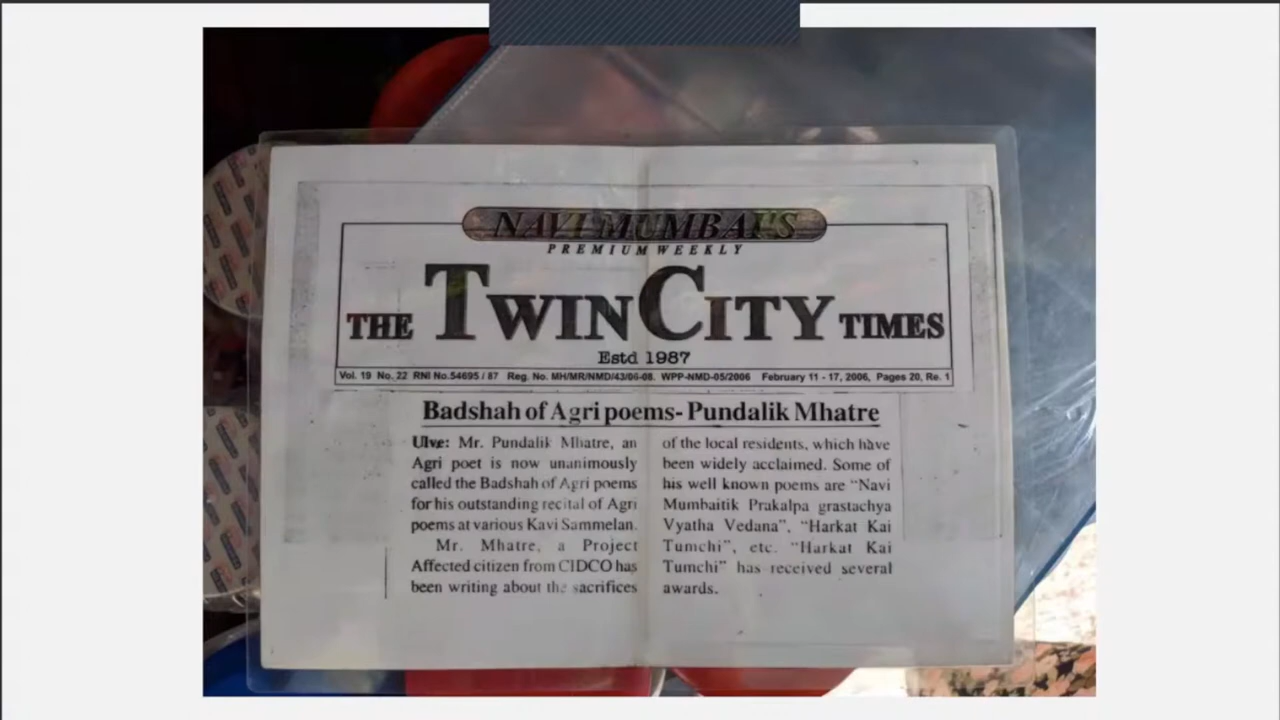 NAVI MUMBAI'S
PREMIUM WEEKLY
THE TWIN CITY TIMES
Estd 1987
Vol. 19 No. 22 RNI No.54695 / 87 Reg. No. MH/MR/NMD/43/06-08. WPP-NMD-05/2006 February 11 - 17, 2006, Pages 20, Re. 1
Badshah of Agri poems- Pundalik Mhatre
Ulve: Mr. Pundalik Mhatre, an
Agri poet is now unanimously
called the Badshah of Agri poems
for his outstanding recital of Agri
poems at various Kavi Sammelan.
Mr. Mhatre, a Project
Affected citizen from CIDCO has
been writing about the sacrifices
of the local residents, which have
been widely acclaimed. Some of
his well known poems are "Navi
Mumbaitik Prakalpa grastachya
Vyatha Vedana", "Harkat Kai
Tumchi", etc. "Harkat Kai
Tumchi" has received several
awards.